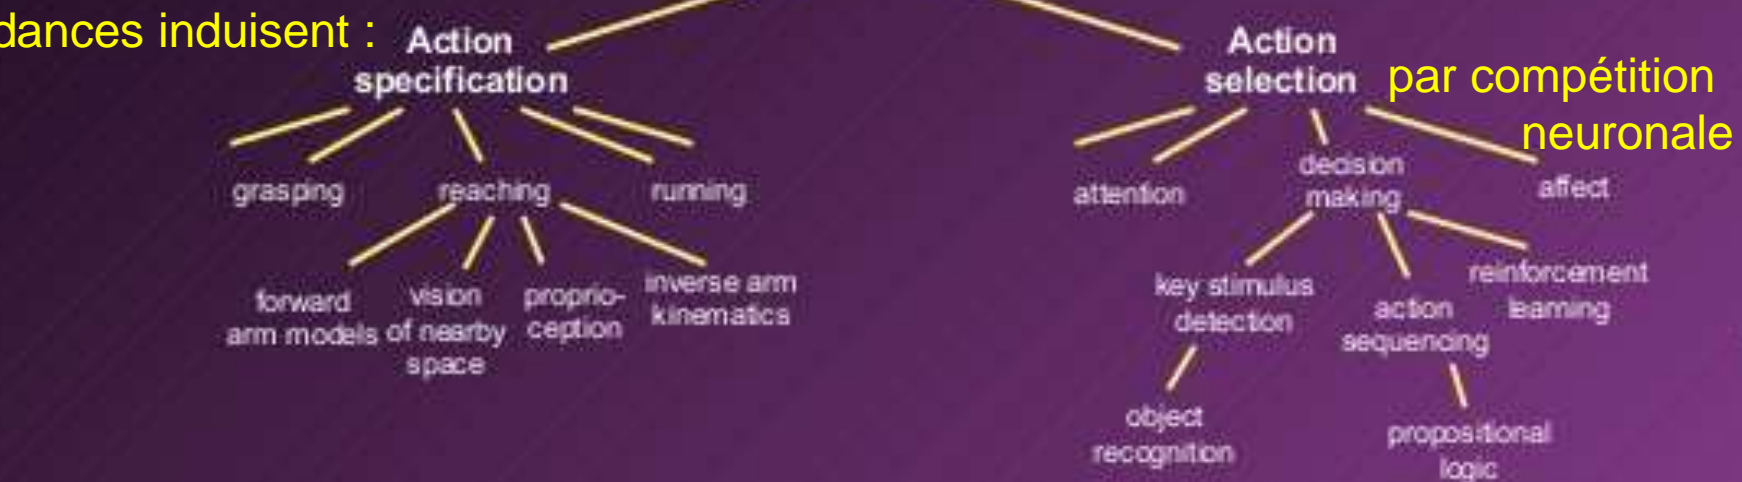 dances induisent :
Action
specification
Action
selection
par compétition
neuronale
grasping
reaching
running
attention
decision
making
affect
forward
arm models
vision
of nearby
space
proprio-
ception
inverse arm
kinematics
key stimulus
detection
action
sequencing
reinforcement
learning
object
recognition
propositional
logic